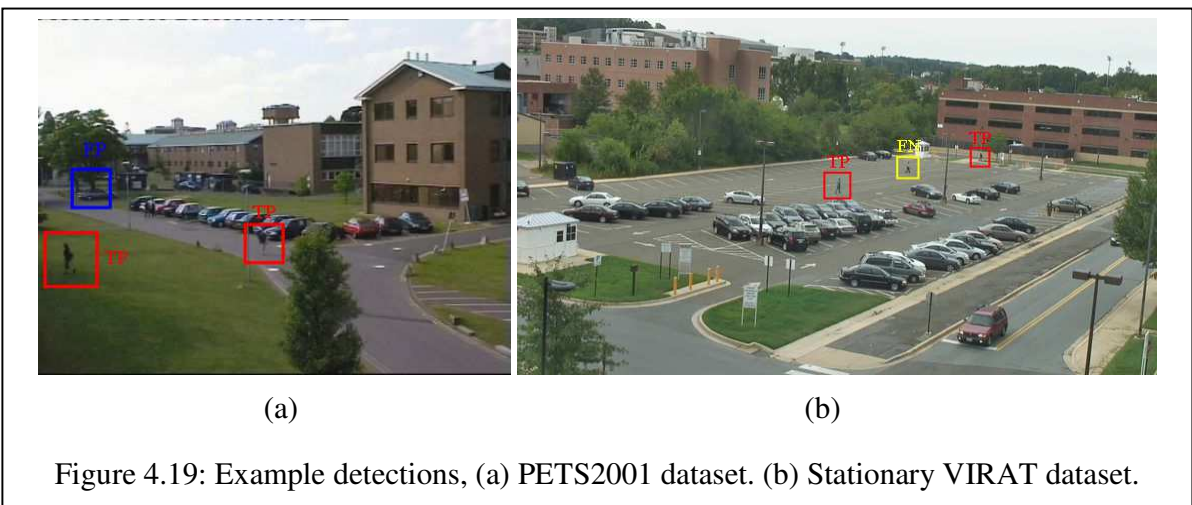 FP
TP
TP
TP
FN
TP
(a)
(b)
Figure 4.19: Example detections, (a) PETS2001 dataset. (b) Stationary VIRAT dataset.